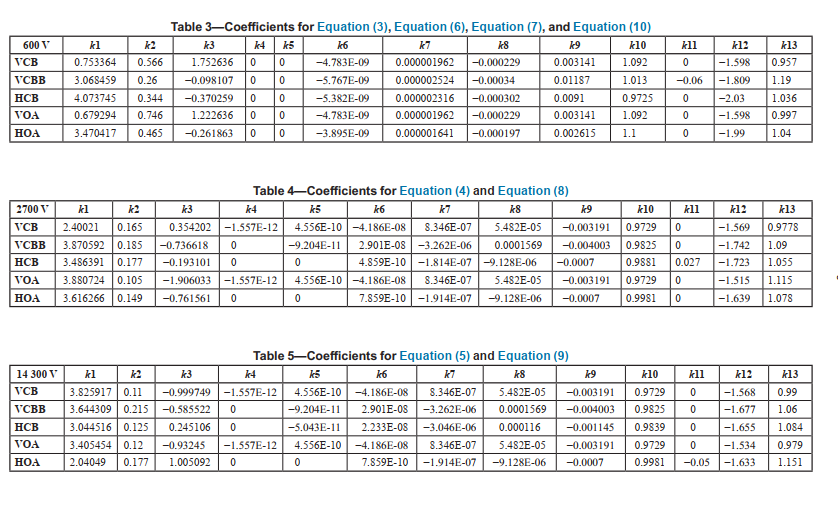 Table 3—Coefficients for Equation (3), Equation (6), Equation (7), and Equation (10)
600 V k1 k2 k3 k4 k5 k6 k7 k8 k9 k10 k11 k12 k13
VCB 0.753364 0.566 1.752636 0 0 −4.783E-09 0.000001962 −0.000229 0.003141 1.092 0 −1.598 0.957
VCBB 3.068459 0.26 −0.098107 0 0 −5.767E-09 0.000002524 −0.00034 0.01187 1.013 −0.06 −1.809 1.19
HCB 4.073745 0.344 −0.370259 0 0 −5.382E-09 0.000002316 −0.000302 0.0091 0.9725 0 −2.03 1.036
VOA 0.679294 0.746 1.222636 0 0 −4.783E-09 0.000001962 −0.000229 0.003141 1.092 0 −1.598 0.997
HOA 3.470417 0.465 −0.261863 0 0 −3.895E-09 0.000001641 −0.000197 0.002615 1.1 0 −1.99 1.04
Table 4—Coefficients for Equation (4) and Equation (8)
2700 V k1 k2 k3 k4 k5 k6 k7 k8 k9 k10 k11 k12 k13
VCB 2.40021 0.165 0.354202 −1.557E-12 4.556E-10 −4.186E-08 8.346E-07 5.482E-05 −0.003191 0.9729 0 −1.569 0.9778
VCBB 3.870592 0.185 −0.736618 0 −9.204E-11 2.901E-08 −3.262E-06 0.0001569 −0.004003 0.9825 0 −1.742 1.09
HCB 3.486391 0.177 −0.193101 0 0 4.859E-10 −1.814E-07 −9.128E-06 −0.0007 0.9881 0.027 −1.723 1.055
VOA 3.880724 0.105 −1.906033 −1.557E-12 4.556E-10 −4.186E-08 8.346E-07 5.482E-05 −0.003191 0.9729 0 −1.515 1.115
HOA 3.616266 0.149 −0.761561 0 0 7.859E-10 −1.914E-07 −9.128E-06 −0.0007 0.9981 0 −1.639 1.078
Table 5—Coefficients for Equation (5) and Equation (9)
14 300 V k1 k2 k3 k4 k5 k6 k7 k8 k9 k10 k11 k12 k13
VCB 3.825917 0.11 −0.999749 −1.557E-12 4.556E-10 −4.186E-08 8.346E-07 5.482E-05 −0.003191 0.9729 0 −1.568 0.99
VCBB 3.644309 0.215 −0.585522 0 −9.204E-11 2.901E-08 −3.262E-06 0.0001569 −0.004003 0.9825 0 −1.677 1.06
HCB 3.044516 0.125 0.245106 0 −5.043E-11 2.233E-08 −3.046E-06 0.000116 −0.001145 0.9839 0 −1.655 1.084
VOA 3.405454 0.12 −0.93245 −1.557E-12 4.556E-10 −4.186E-08 8.346E-07 5.482E-05 −0.003191 0.9729 0 −1.534 0.979
HOA 2.04049 0.177 1.005092 0 0 7.859E-10 −1.914E-07 −9.128E-06 −0.0007 0.9981 −0.05 −1.633 1.151